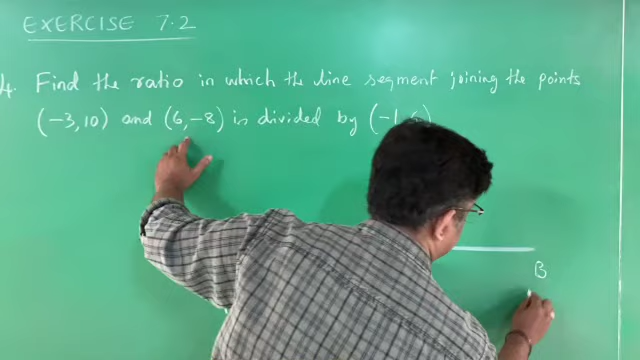 EXERCISE 7.2
4. Find the ratio in which the line segment joining the points
(-3, 10) and (6, -8) is divided by (-1,
B